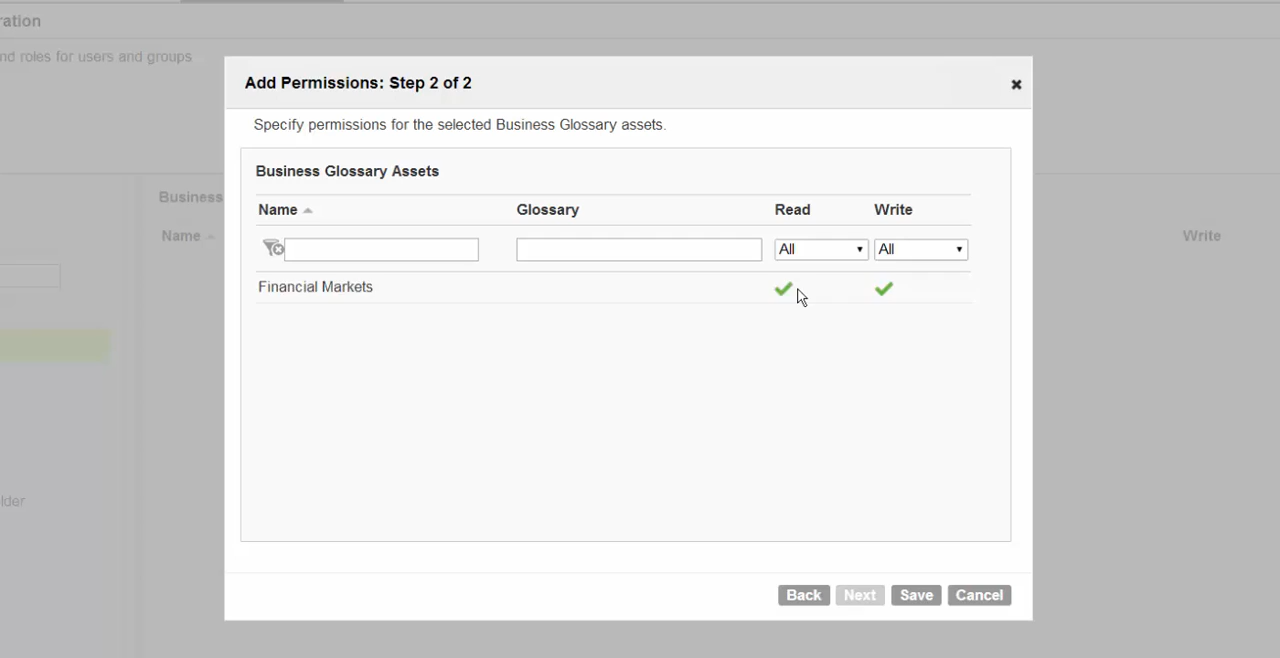 ration
nd roles for users and groups
Add Permissions: Step 2 of 2
Specify permissions for the selected Business Glossary assets.
Business Glossary Assets
Name Glossary Read Write
All All
Financial Markets
Business
Name
Write
lder
Back Next Save Cancel